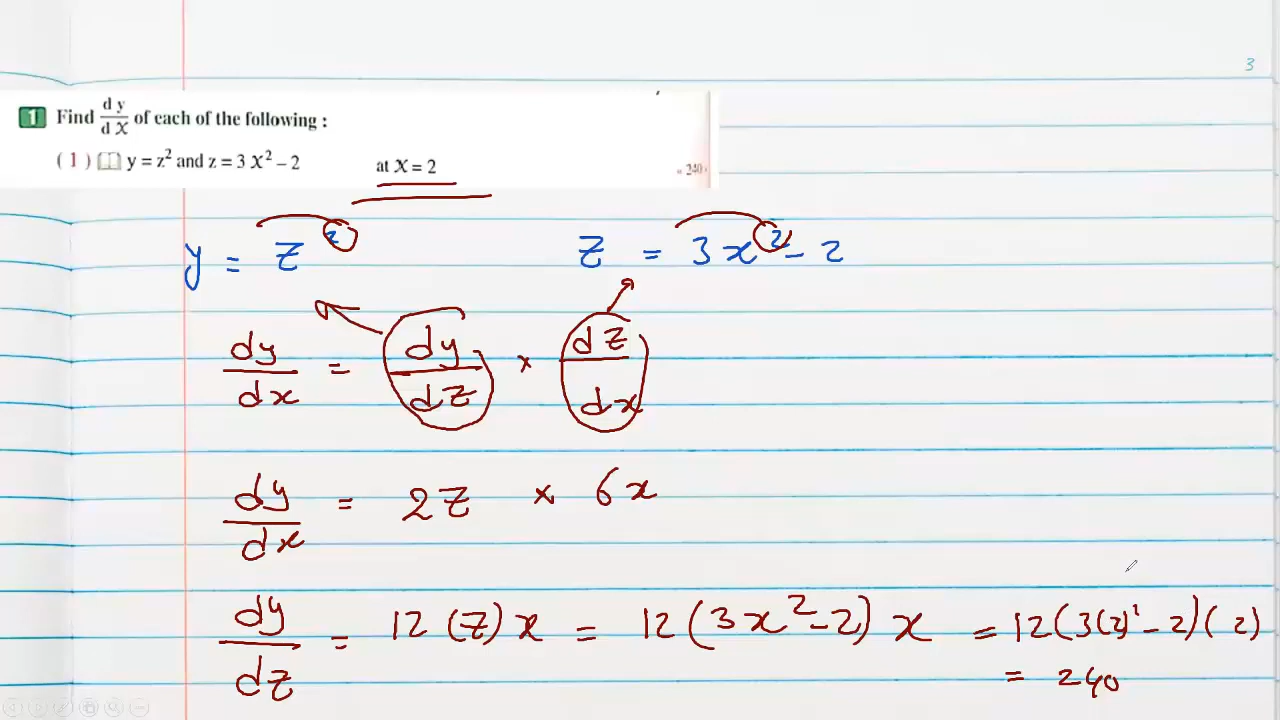 3
1 Find dy/dX of each of the following :
( 1 ) y = z² and z = 3 X² – 2 at X = 2 « 240 ›
y = z² z = 3x² - 2
dy/dx = dy/dz × dz/dx
dy/dx = 2z × 6x
dy/dz = 12 (z) x = 12 (3x² - 2) x = 12 (3(2)² - 2) (2)
= 240